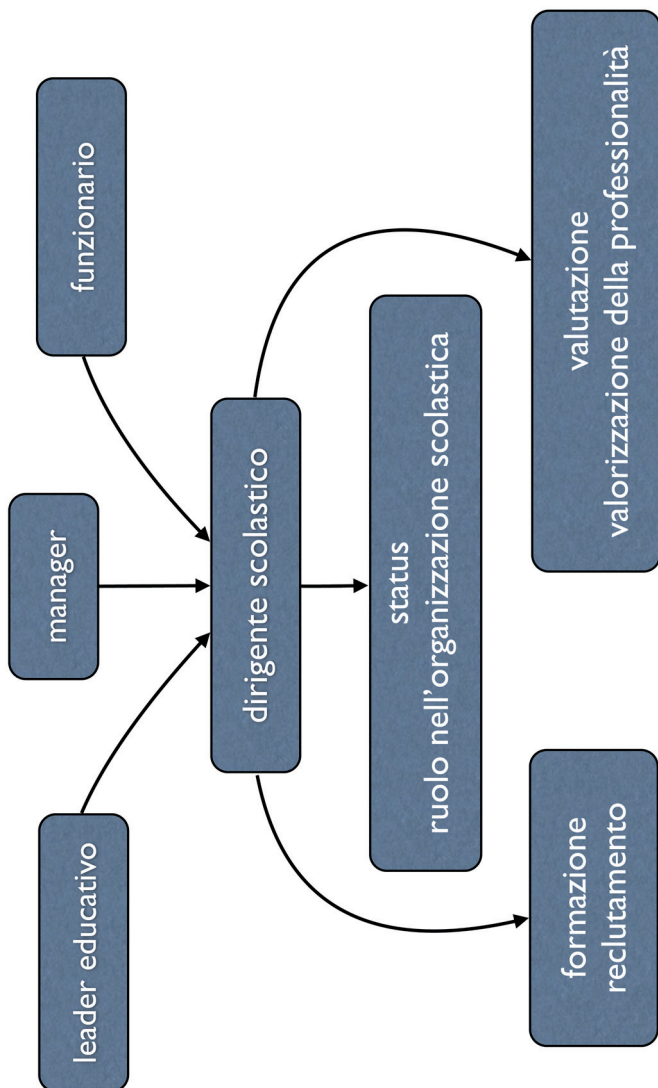 leader educativo
manager
funzionario
dirigente scolastico
status
ruolo nell'organizzazione scolastica
formazione
reclutamento
valutazione
valorizzazione della professionalità